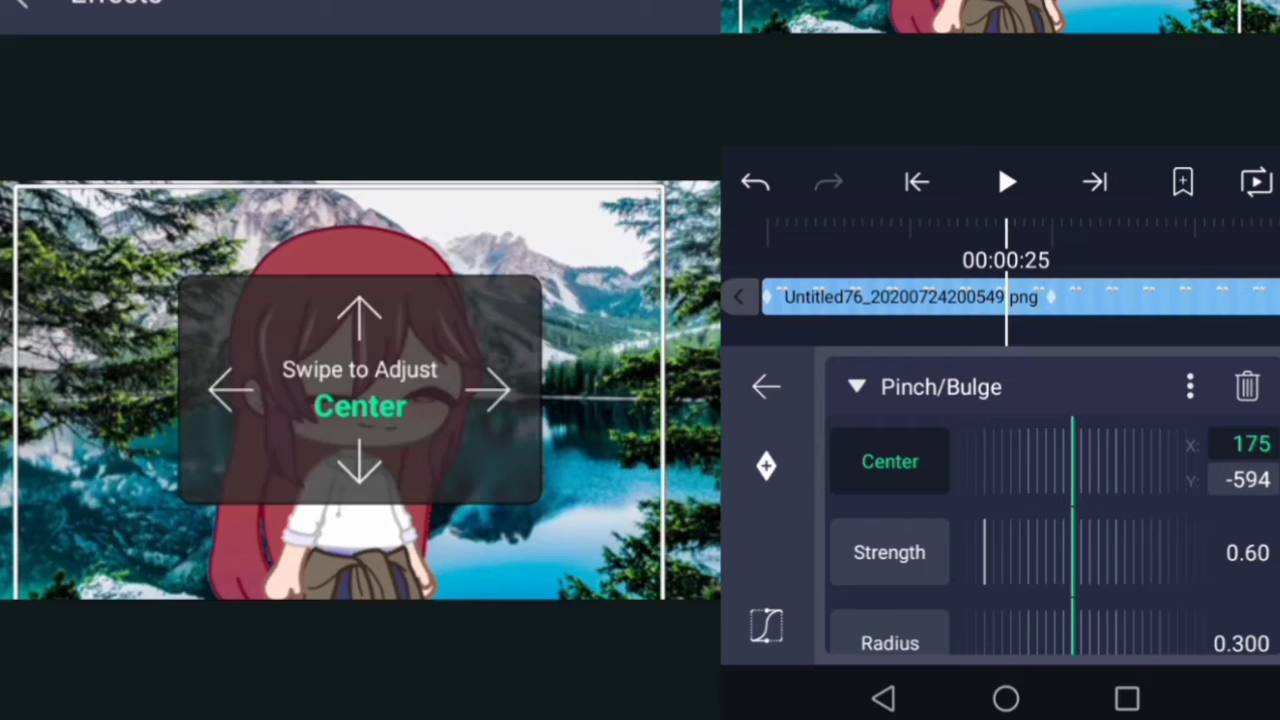 Effects
Swipe to Adjust
Center
00:00:25
Untitled76_20200724200549.png
Pinch/Bulge
Center
X: 175
Y: -594
Strength
0.60
Radius
0.300